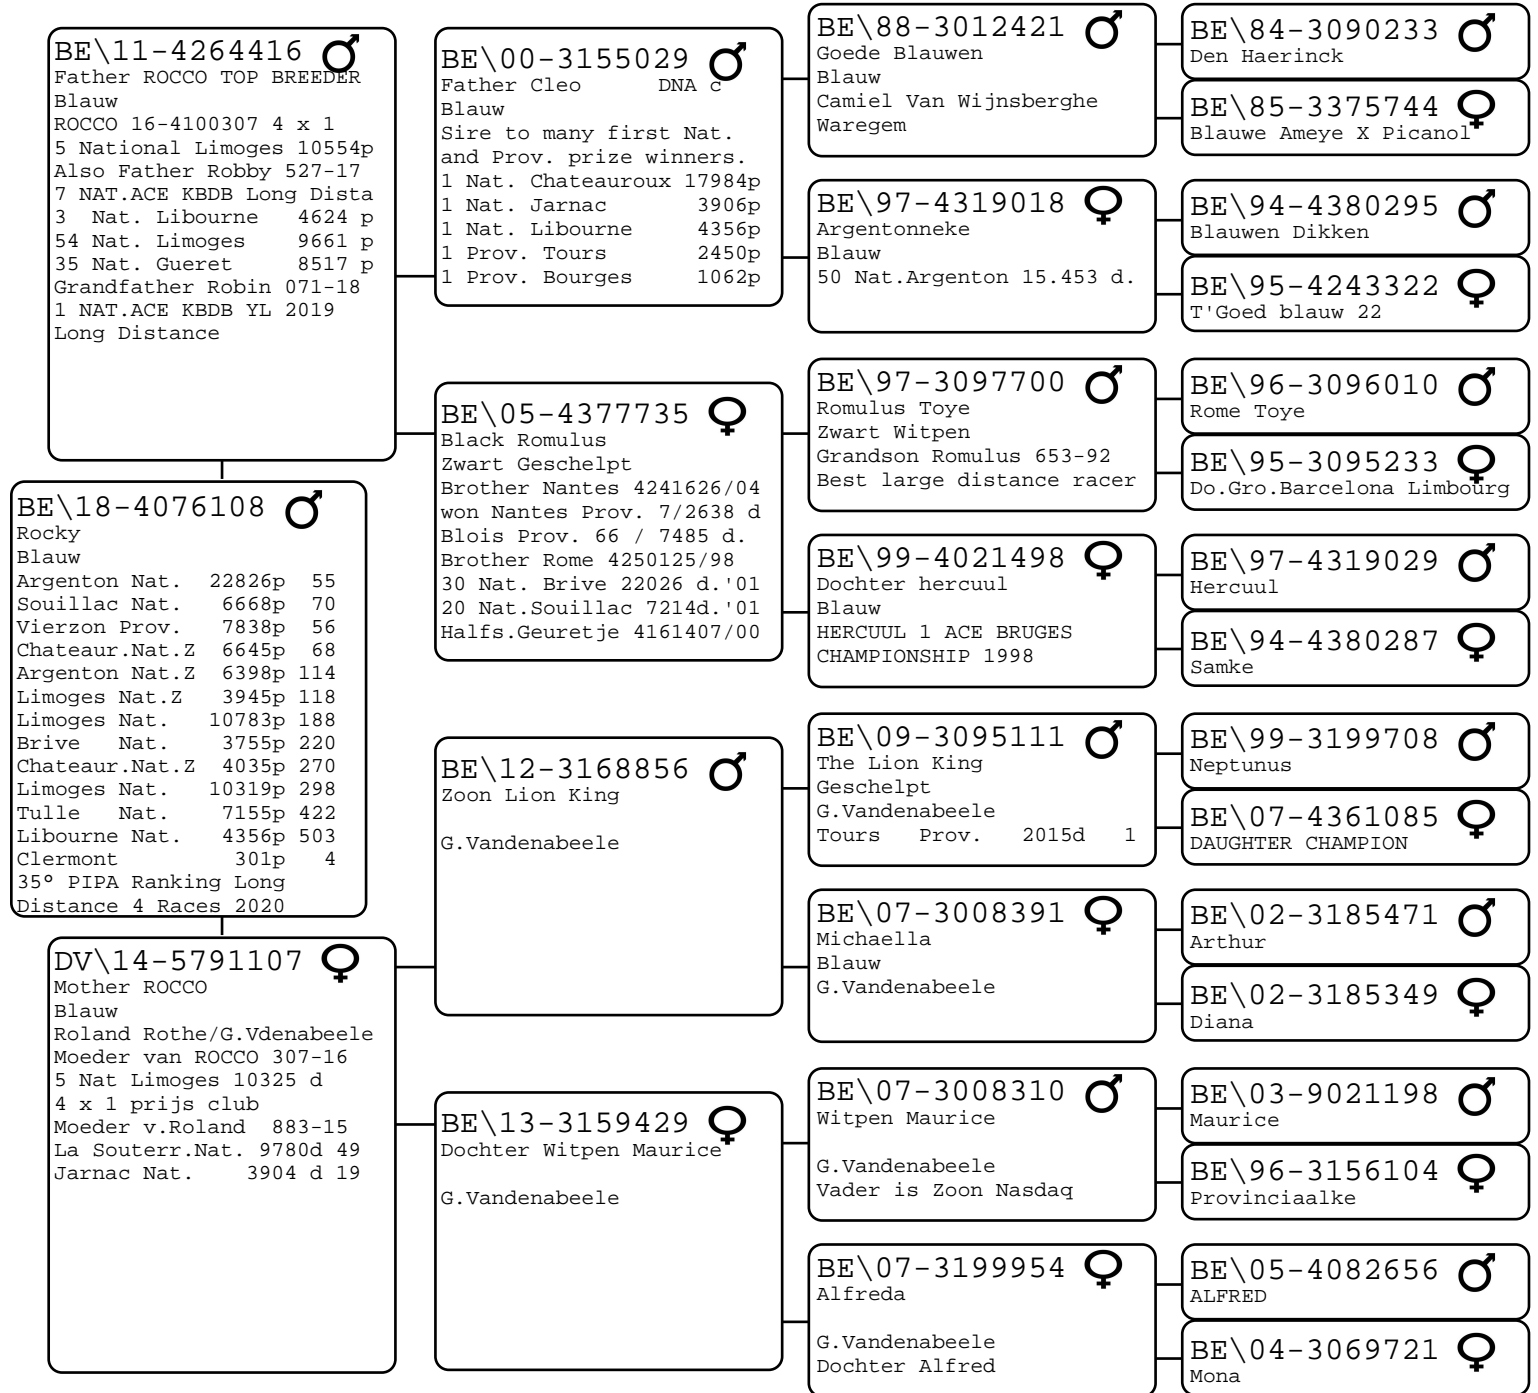 BE\11-4264416
Father ROCCO TOP BREEDER
Blauw
ROCCO 16-4100307 4 x 1
5 National Limoges 10554p
Also Father Robby 527-17
7 NAT.ACE KBDB Long Dista
3  Nat. Libourne   4624 p
54 Nat. Limoges    9661 p
35 Nat. Gueret     8517 p
Grandfather Robin 071-18
1 NAT.ACE KBDB YL 2019
Long Distance
BE\18-4076108
Rocky
Blauw
Argenton Nat.  22826p  55
Souillac Nat.   6668p  70
Vierzon Prov.   7838p  56
Chateaur.Nat.Z  6645p  68
Argenton Nat.Z  6398p 114
Limoges Nat.Z   3945p 118
Limoges Nat.   10783p 188
Brive   Nat.    3755p 220
Chateaur.Nat.Z  4035p 270
Limoges Nat.   10319p 298
Tulle   Nat.    7155p 422
Libourne Nat.   4356p 503
Clermont         301p   4
35° PIPA Ranking Long
Distance 4 Races 2020
DV\14-5791107
Mother ROCCO
Blauw
Roland Rothe/G.Vdenabeele
Moeder van ROCCO 307-16
5 Nat Limoges 10325 d
4 x 1 prijs club
Moeder v.Roland  883-15
La Souterr.Nat. 9780d 49
Jarnac Nat.    3904 d 19
BE\00-3155029
Father Cleo      DNA c
Blauw
Sire to many first Nat.
and Prov. prize winners.
1 Nat. Chateauroux 17984p
1 Nat. Jarnac       3906p
1 Nat. Libourne     4356p
1 Prov. Tours       2450p
1 Prov. Bourges     1062p
BE\05-4377735
Black Romulus
Zwart Geschelpt
Brother Nantes 4241626/04
won Nantes Prov. 7/2638 d
Blois Prov. 66 / 7485 d.
Brother Rome 4250125/98
30 Nat. Brive 22026 d.'01
20 Nat.Souillac 7214d.'01
Halfs.Geuretje 4161407/00
BE\12-3168856
Zoon Lion King
G.Vandenabeele
BE\13-3159429
Dochter Witpen Maurice
G.Vandenabeele
BE\88-3012421
Goede Blauwen
Blauw
Camiel Van Wijnsberghe
Waregem
BE\97-4319018
Argentonneke
Blauw
50 Nat.Argenton 15.453 d.
BE\97-3097700
Romulus Toye
Zwart Witpen
Grandson Romulus 653-92
Best large distance racer
BE\99-4021498
Dochter hercuul
Blauw
HERCUUL 1 ACE BRUGES
CHAMPIONSHIP 1998
BE\09-3095111
The Lion King
Geschelpt
G.Vandenabeele
Tours   Prov.   2015d   1
BE\07-3008391
Michaella
Blauw
G.Vandenabeele
BE\07-3008310
Witpen Maurice
G.Vandenabeele
Vader is Zoon Nasdaq
BE\07-3199954
Alfreda
G.Vandenabeele
Dochter Alfred
BE\84-3090233
Den Haerinck
BE\85-3375744
Blauwe Ameye X Picanol
BE\94-4380295
Blauwen Dikken
BE\95-4243322
T'Goed blauw 22
BE\96-3096010
Rome Toye
BE\95-3095233
Do.Gro.Barcelona Limbourg
BE\97-4319029
Hercuul
BE\94-4380287
Samke
BE\99-3199708
Neptunus
BE\07-4361085
DAUGHTER CHAMPION
BE\02-3185471
Arthur
BE\02-3185349
Diana
BE\03-9021198
Maurice
BE\96-3156104
Provinciaalke
BE\05-4082656
ALFRED
BE\04-3069721
Mona